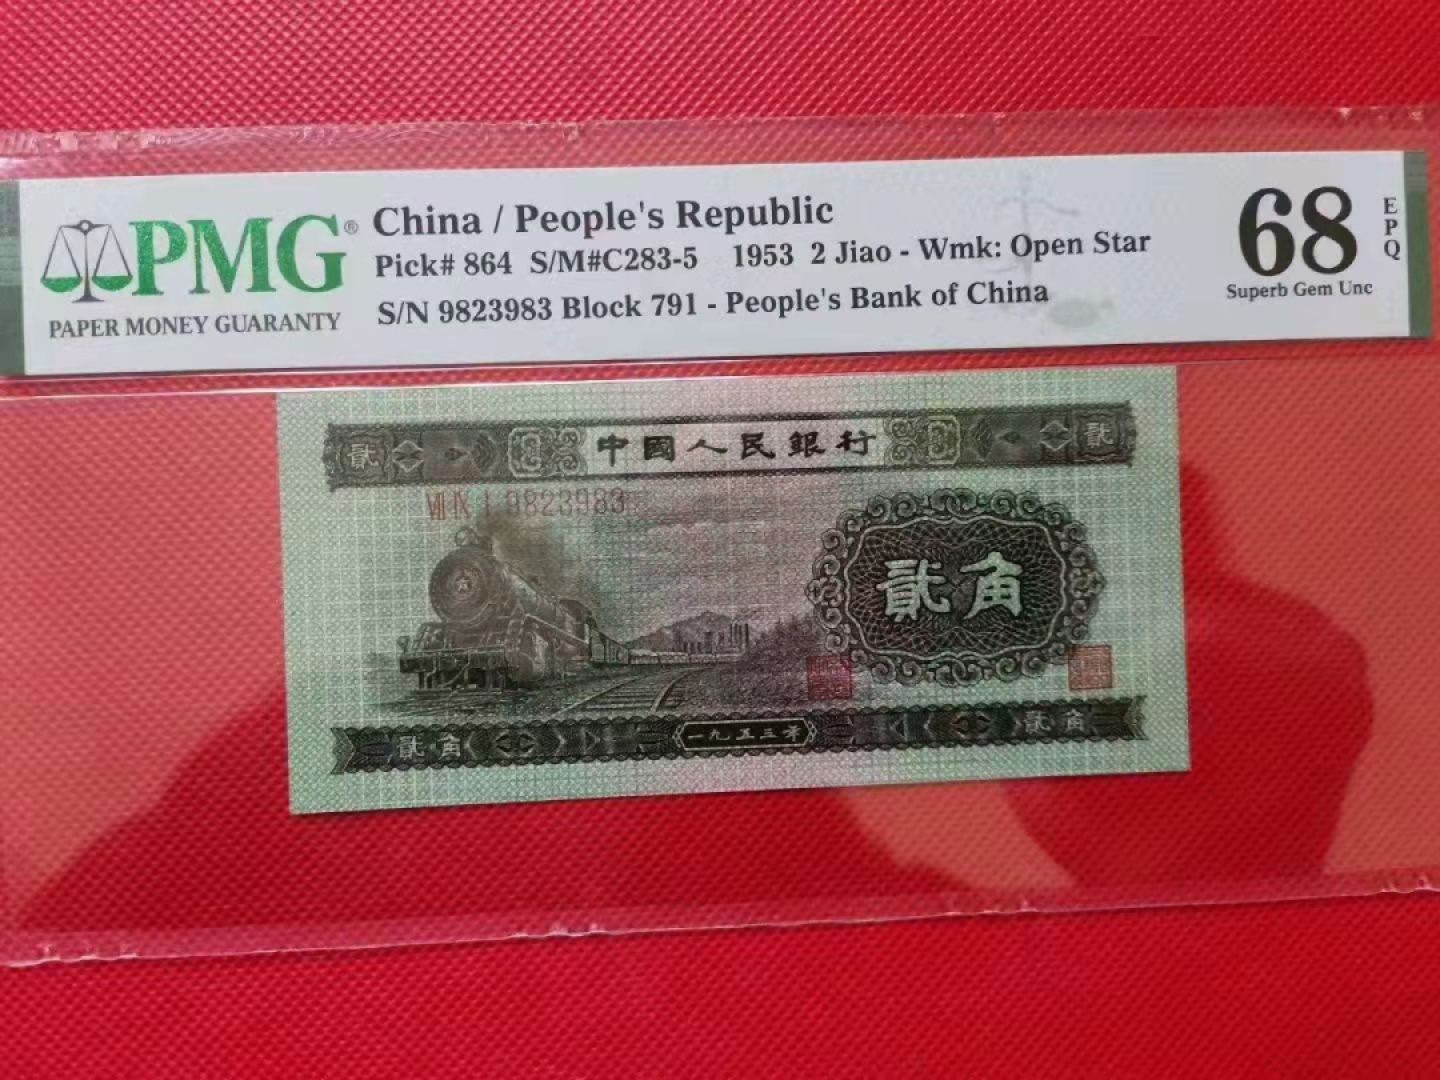 PMG®
PAPER MONEY GUARANTY
China / People's Republic
Pick# 864 S/M#C283-5 1953 2 Jiao - Wmk: Open Star
S/N 9823983 Block 791 - People's Bank of China
68
EPQ
Superb Gem Unc
貳 中國人民銀行 貳
Ⅶ Ⅸ Ⅰ 9823983
貳角
貳角 一九五三年 貳角